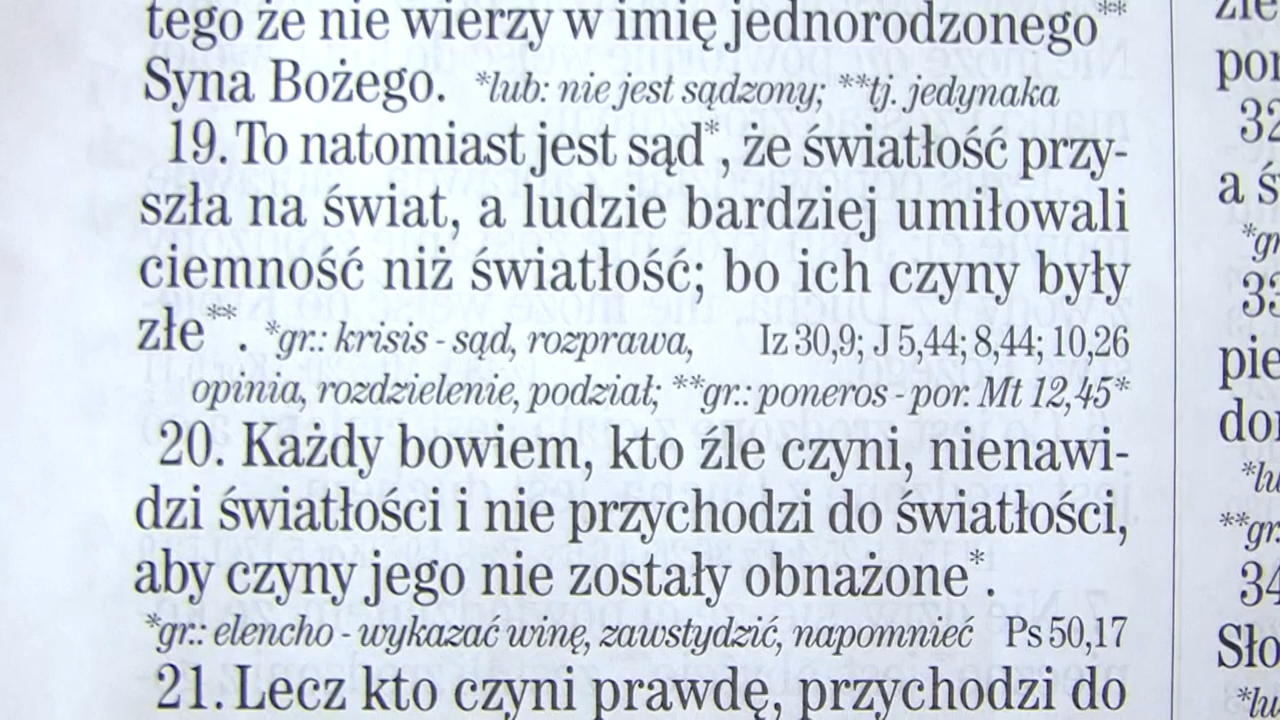 tego że nie wierzy w imię jednorodzonego**
Syna Bożego. *lub: nie jest sądzony; **tj. jedynaka
19. To natomiast jest sąd*, że światłość przy-
szła na świat, a ludzie bardziej umiłowali
ciemność niż światłość; bo ich czyny były
złe**. *gr.: krisis - sąd, rozprawa, Iz 30,9; J 5,44; 8,44; 10,26
opinia, rozdzielenie, podział; **gr.: poneros - por. Mt 12,45*
20. Każdy bowiem, kto źle czyni, nienawi-
dzi światłości i nie przychodzi do światłości,
aby czyny jego nie zostały obnażone*.
*gr.: elencho - wykazać winę, zawstydzić, napomnieć Ps 50,17
21. Lecz kto czyni prawdę, przychodzi do
32
a
33
34